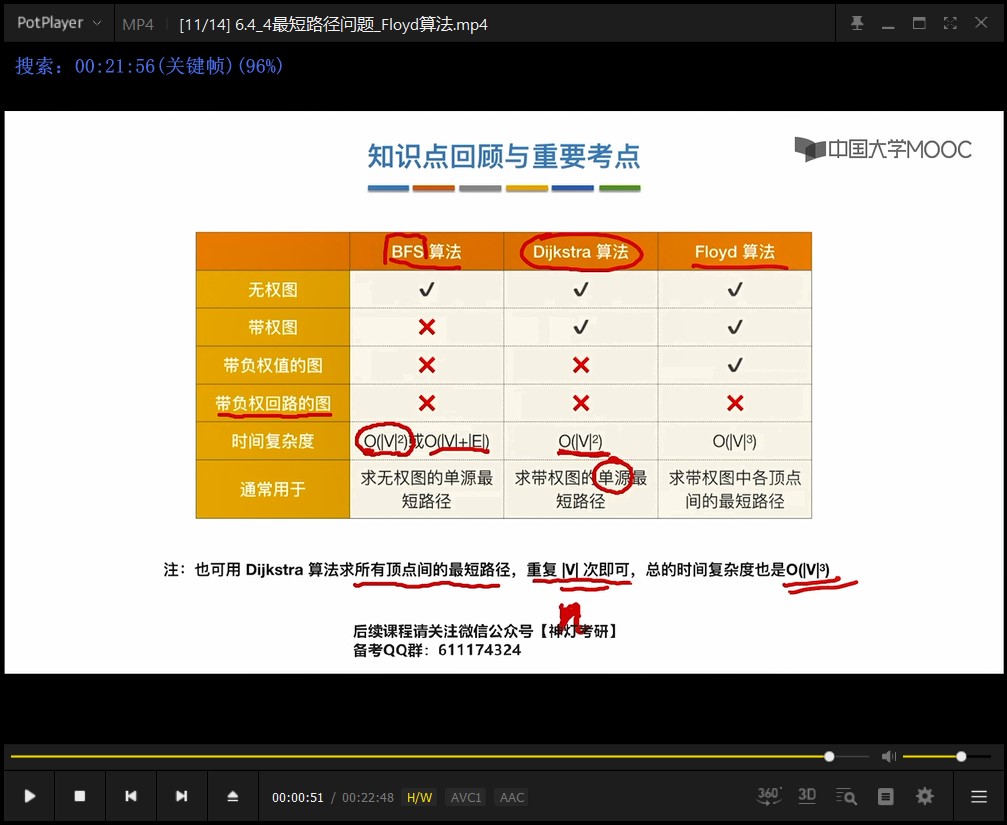 PotPlayer MP4 [11/14] 6.4_4最短路径问题_Floyd算法.mp4
搜索：00:21:56(关键帧)(96%)
知识点回顾与重要考点
中国大学MOOC
BFS 算法 Dijkstra 算法 Floyd 算法
无权图 ✓ ✓ ✓
带权图 ✕ ✓ ✓
带负权值的图 ✕ ✕ ✓
带负权回路的图 ✕ ✕ ✕
时间复杂度 O(|V|²)或O(|V|+|E|) O(|V|²) O(|V|³)
通常用于 求无权图的单源最短路径 求带权图的单源最短路径 求带权图中各顶点间的最短路径
注：也可用 Dijkstra 算法求所有顶点间的最短路径，重复 |V| 次即可，总的时间复杂度也是O(|V|³)
n
后续课程请关注微信公众号【神灯考研】
备考QQ群：611174324
00:00:51 / 00:22:48 H/W AVC1 AAC 360° 3D